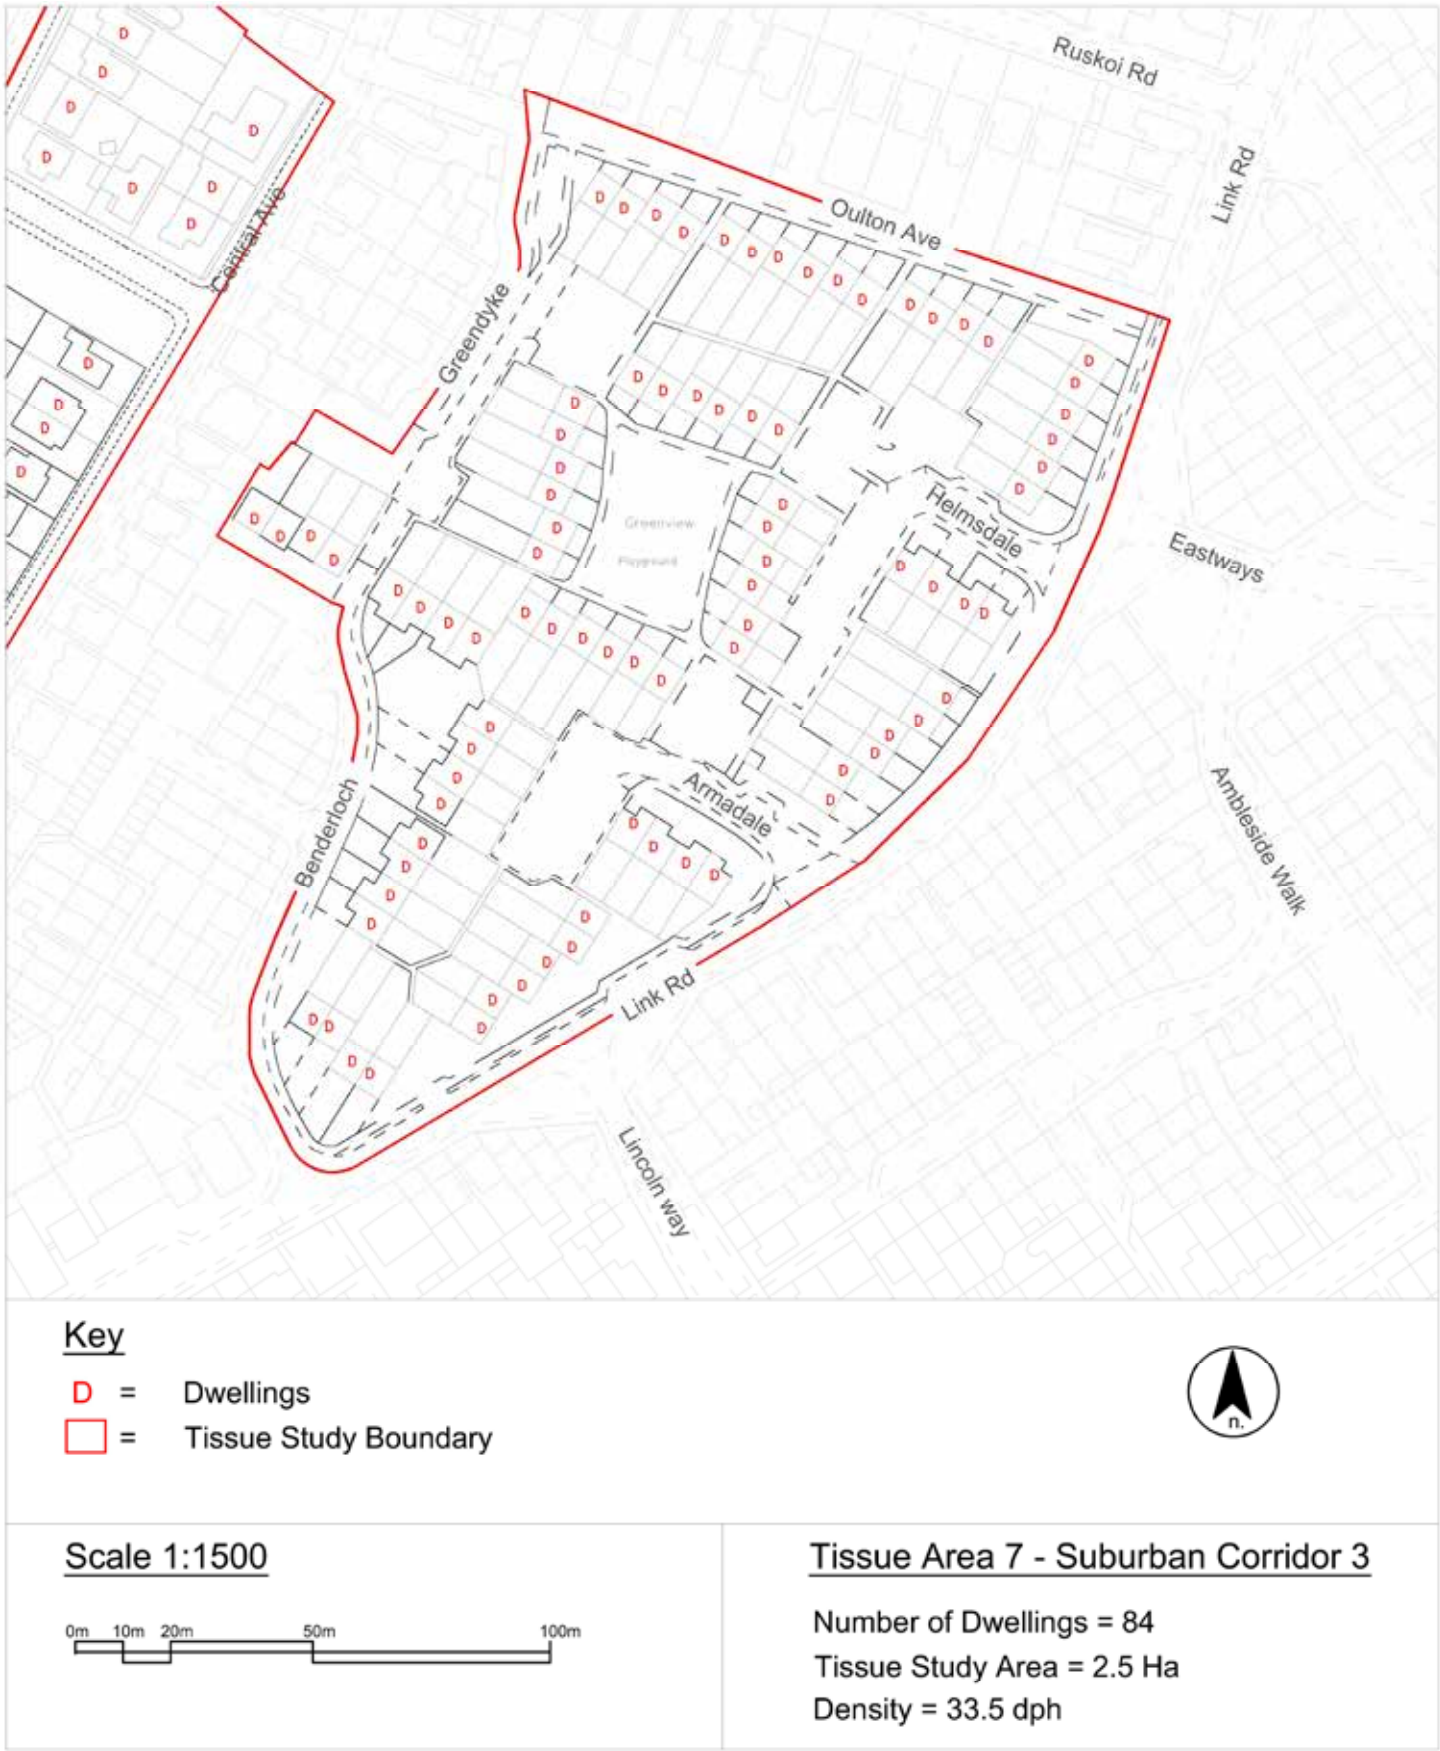 Ruskoi Rd
Link Rd
Oulton Ave
Central Ave
Greendyke
Greenview
Playground
Helmsdale
Eastways
Armadale
Benderloch
Ambleside Walk
Link Rd
Lincoln way
Key
D = Dwellings
= Tissue Study Boundary
n.
Scale 1:1500
0m 10m 20m 50m 100m
Tissue Area 7 - Suburban Corridor 3
Number of Dwellings = 84
Tissue Study Area = 2.5 Ha
Density = 33.5 dph